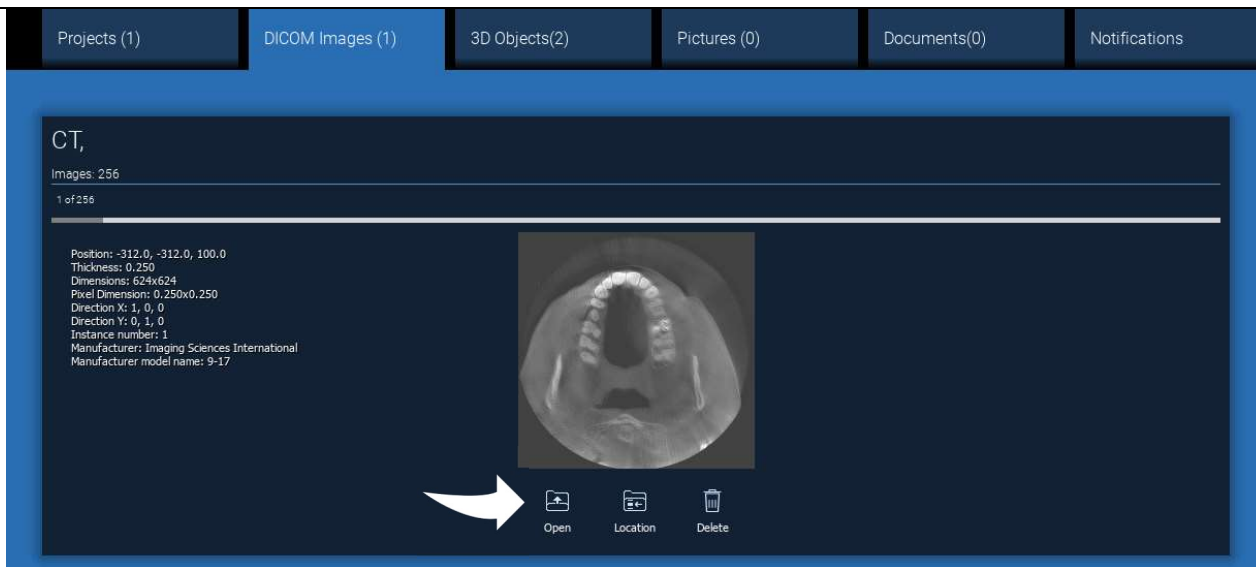 Projects (1)
DICOM Images (1)
3D Objects(2)
Pictures (0)
Documents(0)
Notifications
CT,
Images: 256
1 of 256
Position: -312.0, -312.0, 100.0
Thickness: 0.250
Dimensions: 624x624
Pixel Dimension: 0.250x0.250
Direction X: 1, 0, 0
Direction Y: 0, 1, 0
Instance number: 1
Manufacturer: Imaging Sciences International
Manufacturer model name: 9-17
Open
Location
Delete